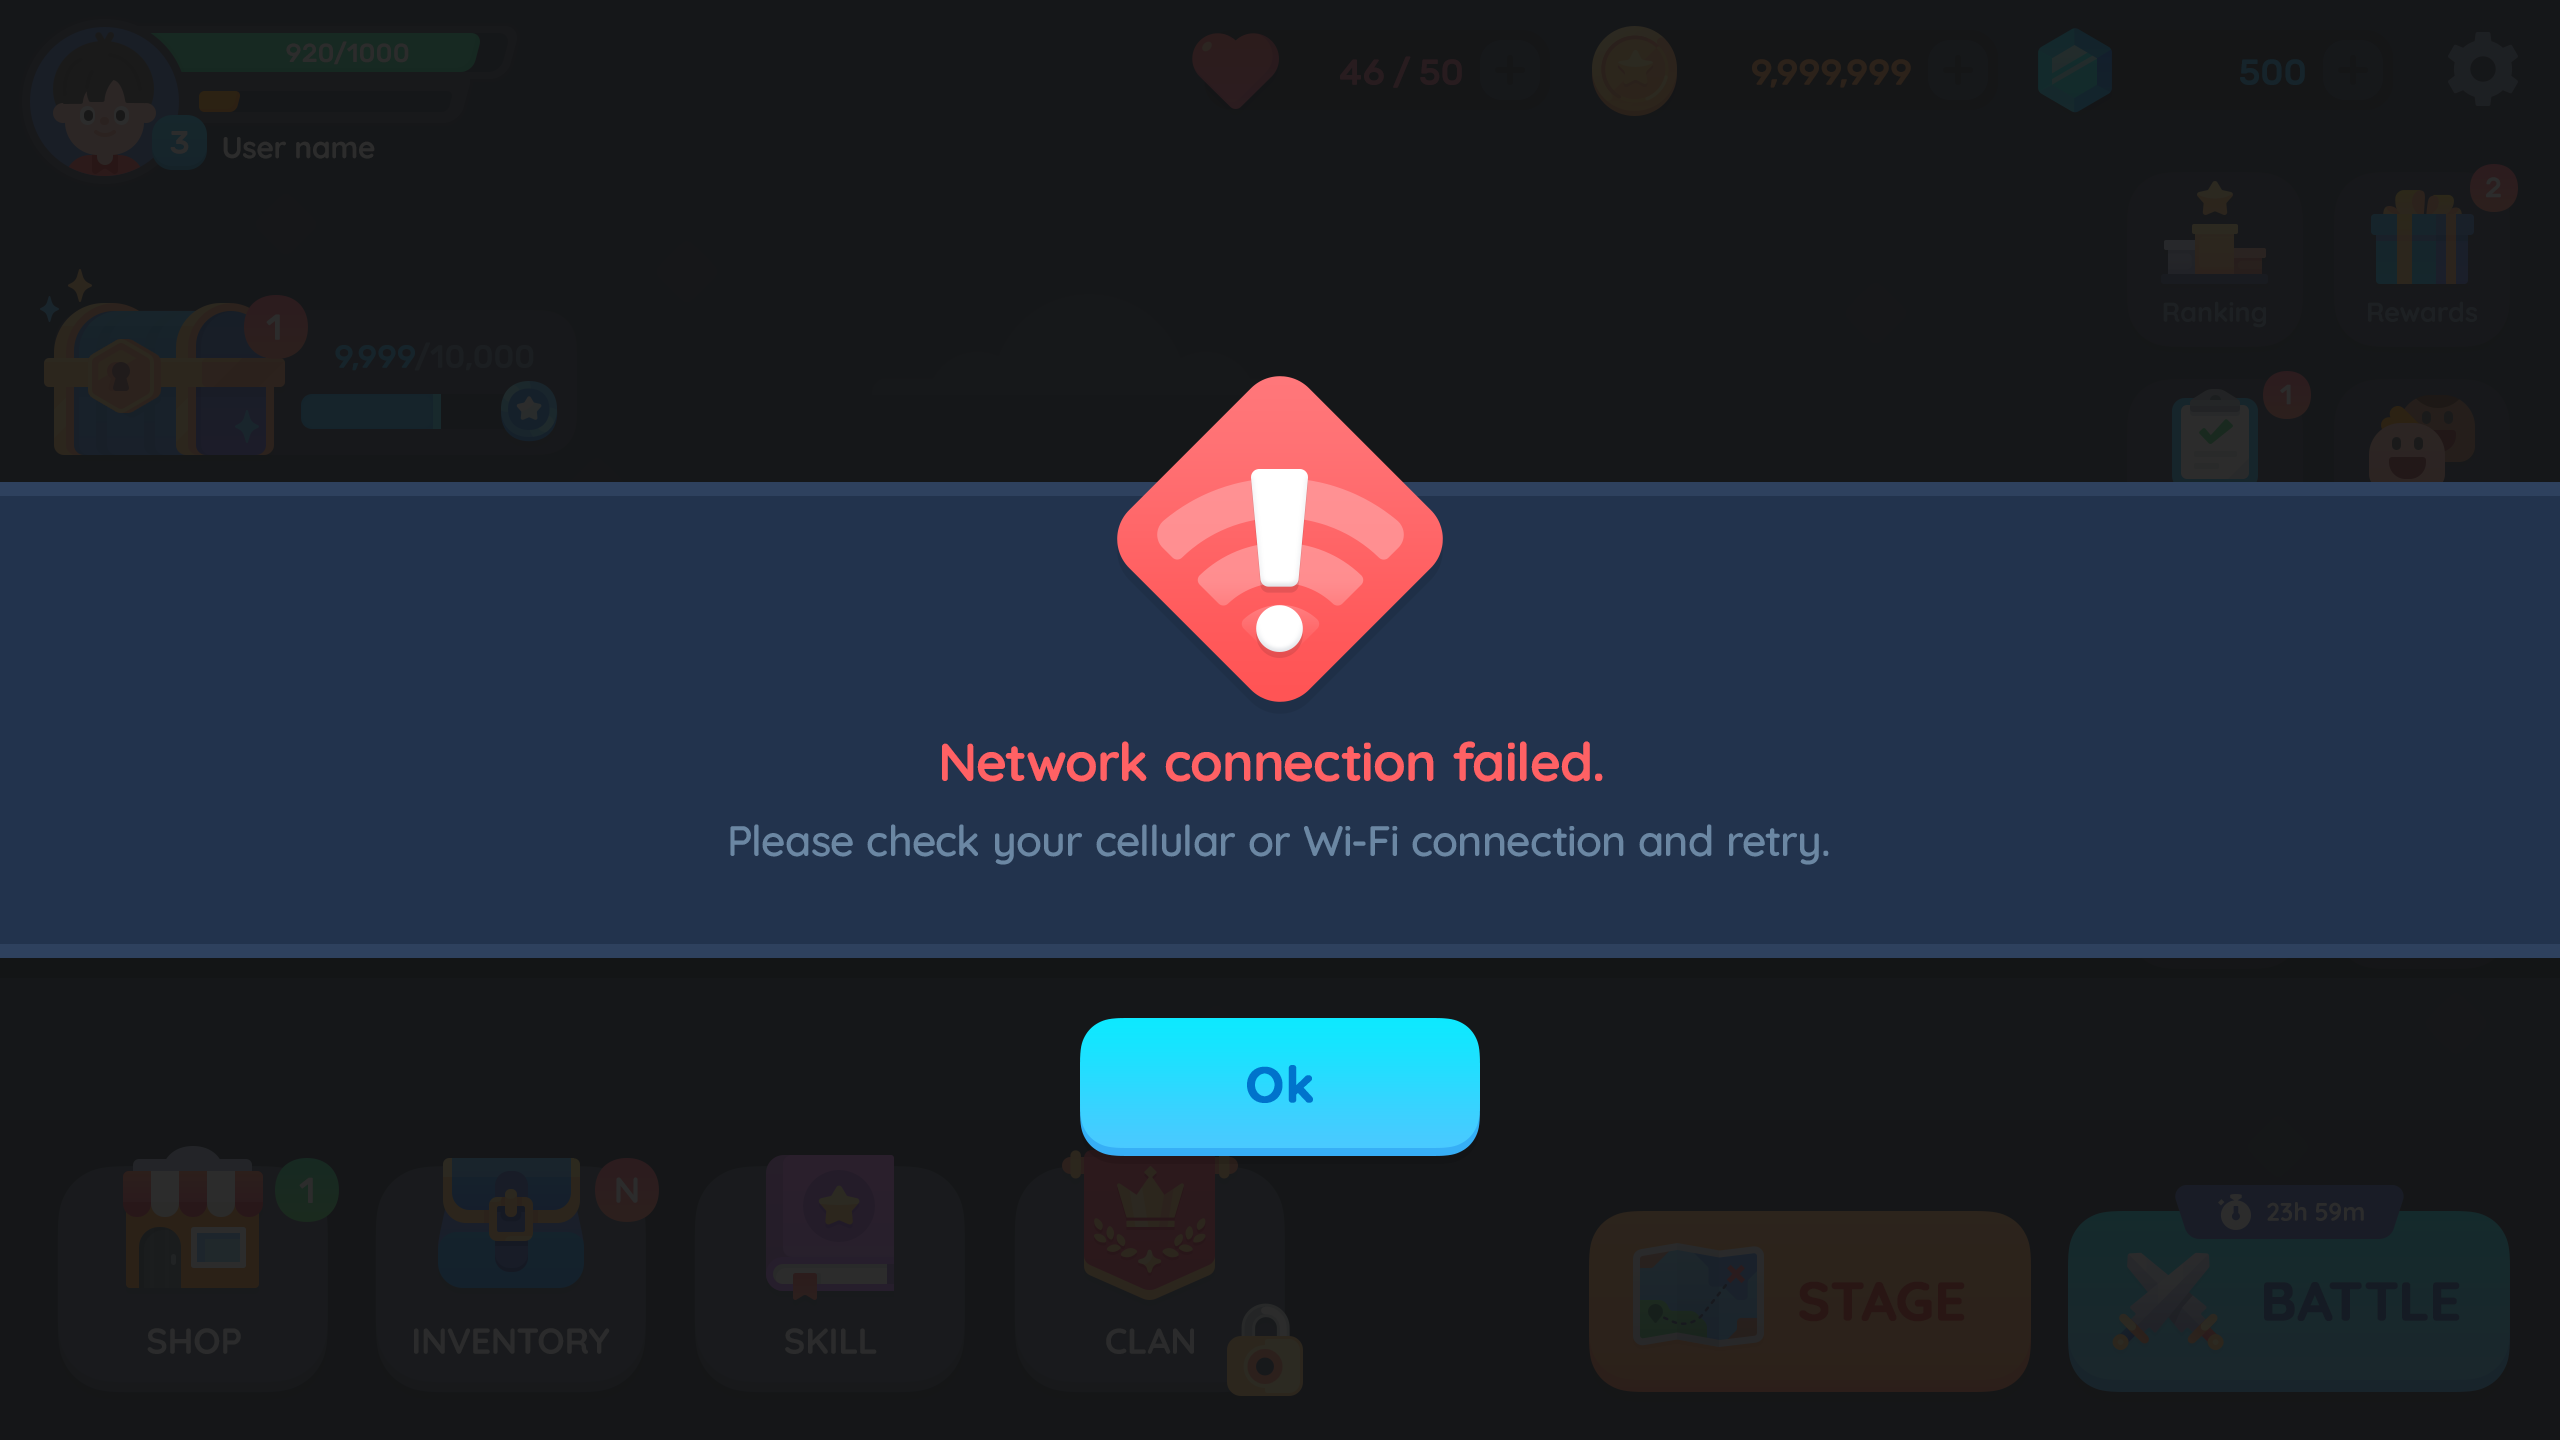 920/1000
46 / 50
9,999,999
500
3
User name
2
Ranking
Rewards
1
9,999/10,000
1
Network connection failed.
Please check your cellular or Wi-Fi connection and retry.
Ok
1
N
23h 59m
SHOP
INVENTORY
SKILL
CLAN
STAGE
BATTLE